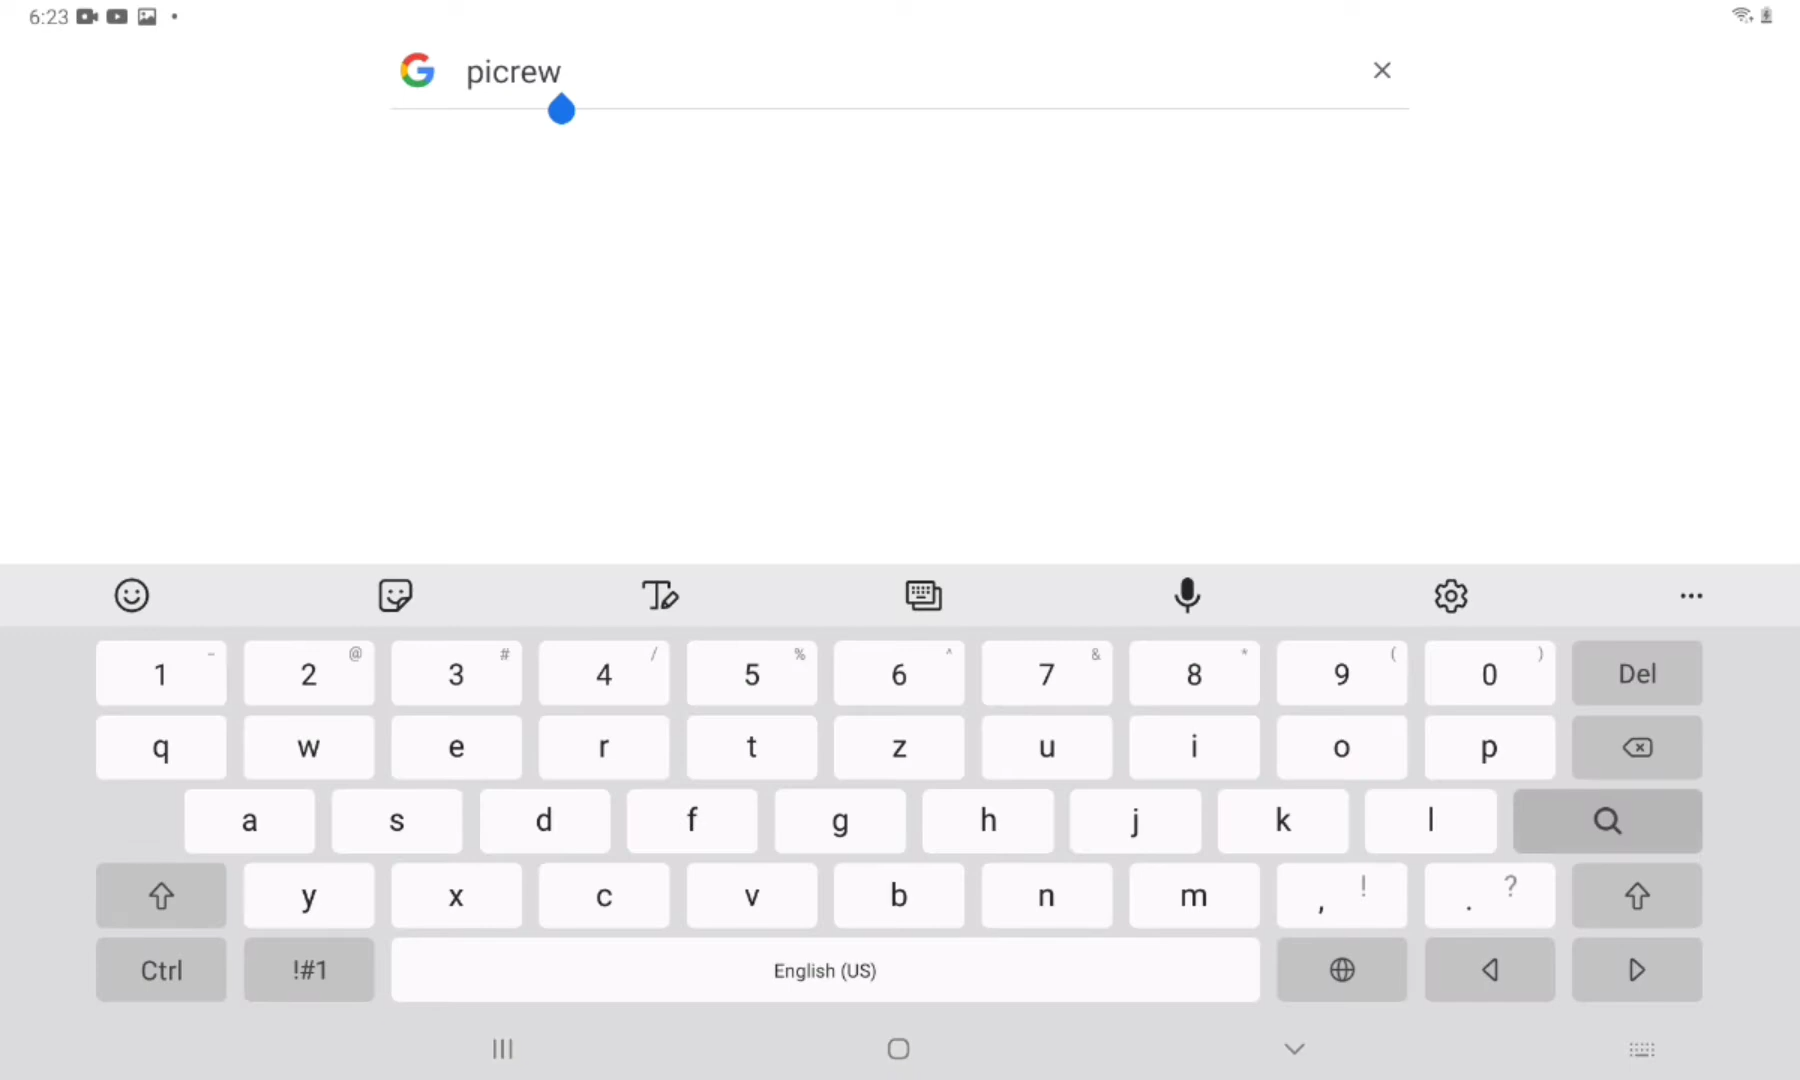 6:23
picrew
1 - 2 @ 3 # 4 / 5 % 6 ^ 7 & 8 * 9 ( 0 ) Del
q w e r t z u i o p
a s d f g h j k l
y x c v b n m , ! . ?
Ctrl !#1 English (US)